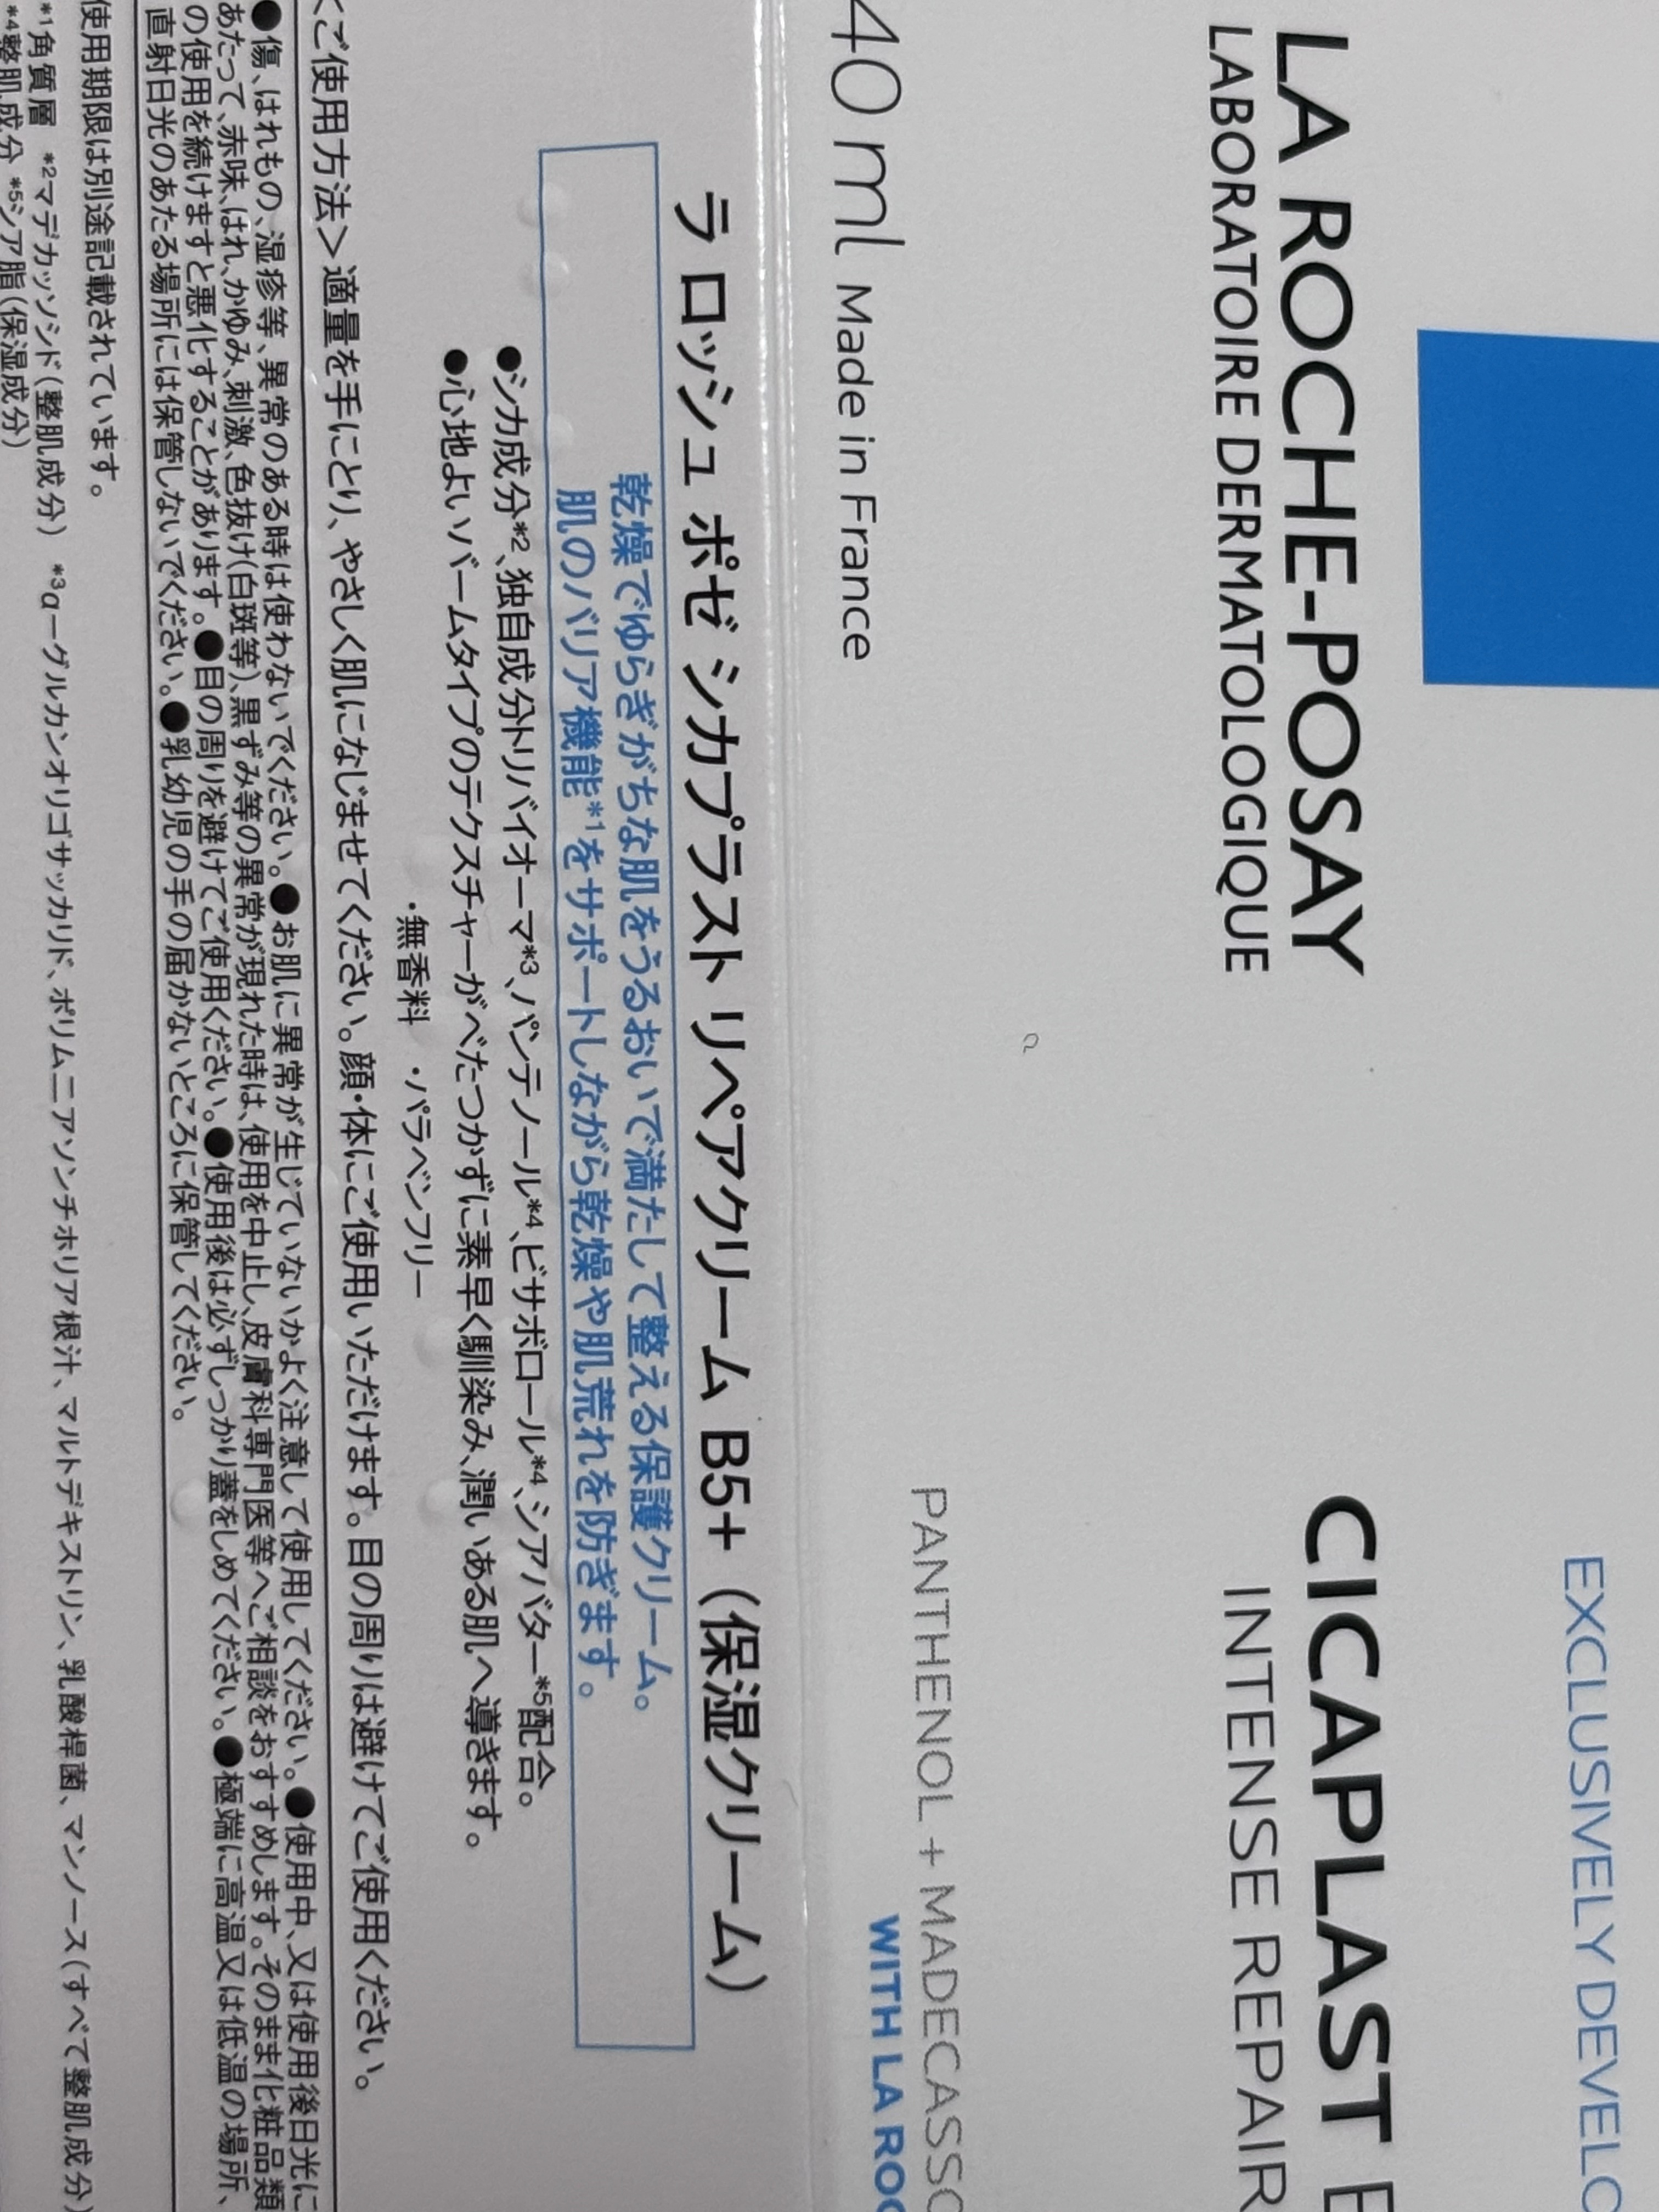 EXCLUSIVELY DEVELO
LA ROCHE-POSAY
LABORATOIRE DERMATOLOGIQUE
CICAPLAST
INTENSE REPAIR
PANTHENOL + MADECASSO
WITH LA ROC
40 ml Made in France
ラ ロッシュ ポゼ シカプラスト リペアクリーム B5+（保湿クリーム）
乾燥でゆらぎがちな肌をうるおいで満たして整える保護クリーム。
肌のバリア機能*1をサポートしながら乾燥や肌荒れを防ぎます。
●シカ成分*2、独自成分トリバイオーマ*3、パンテノール*4、ビサボロール*4、シアバター*5配合。
●心地よいバームタイプのテクスチャーがべたつかずに素早く馴染み、潤いある肌へ導きます。
・無香料 ・パラベンフリー
＜ご使用方法＞適量を手にとり、やさしく肌になじませてください。顔・体にご使用いただけます。目の周りは避けてご使用ください。
●傷、はれもの、湿疹等、異常のある時は使わないでください。●お肌に異常が生じていないかよく注意して使用してください。●使用中、又は使用後日光に
あたって、赤味、はれ、かゆみ、刺激、色抜け（白斑等）、黒ずみ等の異常が現れた時は、使用を中止し、皮膚科専門医等へご相談をおすすめします。そのまま化粧品類
の使用を続けますと悪化することがあります。●目の周りを避けてご使用ください。●使用後は必ずしっかり蓋をしめてください。●極端に高温又は低温の場所、
直射日光のあたる場所には保管しないでください。●乳幼児の手の届かないところに保管してください。
使用期限は別途記載されています。
*1角質層 *2マデカッソシド（整肌成分） *3α－グルカンオリゴサッカリド、ポリムニアソンチホリア根汁、マルトデキストリン、乳酸桿菌、マンノース（すべて整肌成分）
*4整肌成分 *5シア脂（保湿成分）